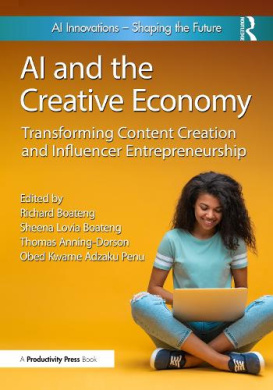 AI Innovations – Shaping the Future
ROUTLEDGE
AI and the
Creative Economy
Transforming Content Creation
and Influencer Entrepreneurship
Edited by
Richard Boateng
Sheena Lovia Boateng
Thomas Anning-Dorson
Obed Kwame Adzaku Penu
A Productivity Press Book